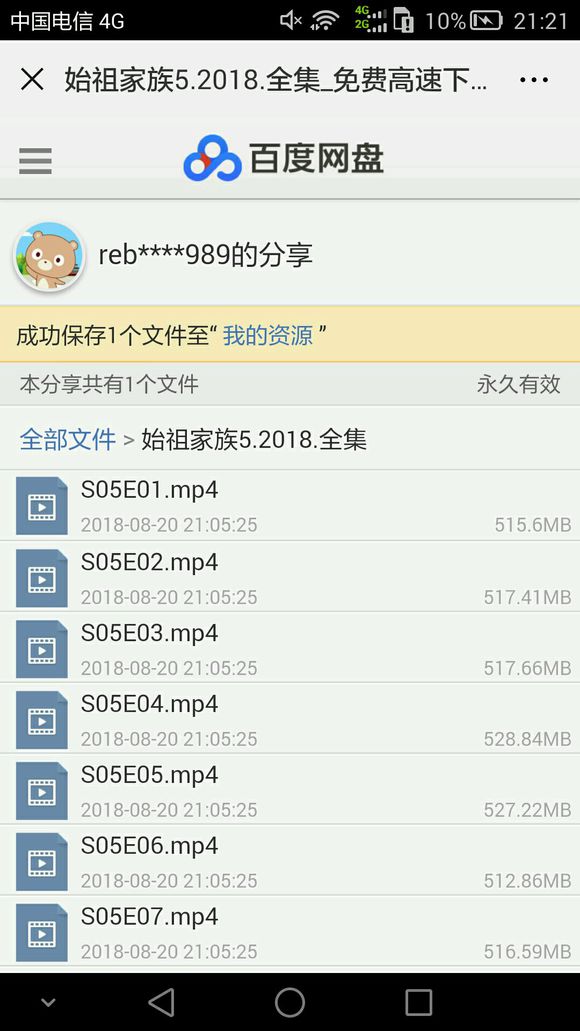 中国电信 4G 4G 2G 10% 21:21
始祖家族5.2018.全集_免费高速下...
百度网盘
reb****989的分享
成功保存1个文件至“ 我的资源 ”
本分享共有1个文件 永久有效
全部文件 > 始祖家族5.2018.全集
S05E01.mp4
2018-08-20 21:05:25 515.6MB
S05E02.mp4
2018-08-20 21:05:25 517.41MB
S05E03.mp4
2018-08-20 21:05:25 517.66MB
S05E04.mp4
2018-08-20 21:05:25 528.84MB
S05E05.mp4
2018-08-20 21:05:25 527.22MB
S05E06.mp4
2018-08-20 21:05:25 512.86MB
S05E07.mp4
2018-08-20 21:05:25 516.59MB